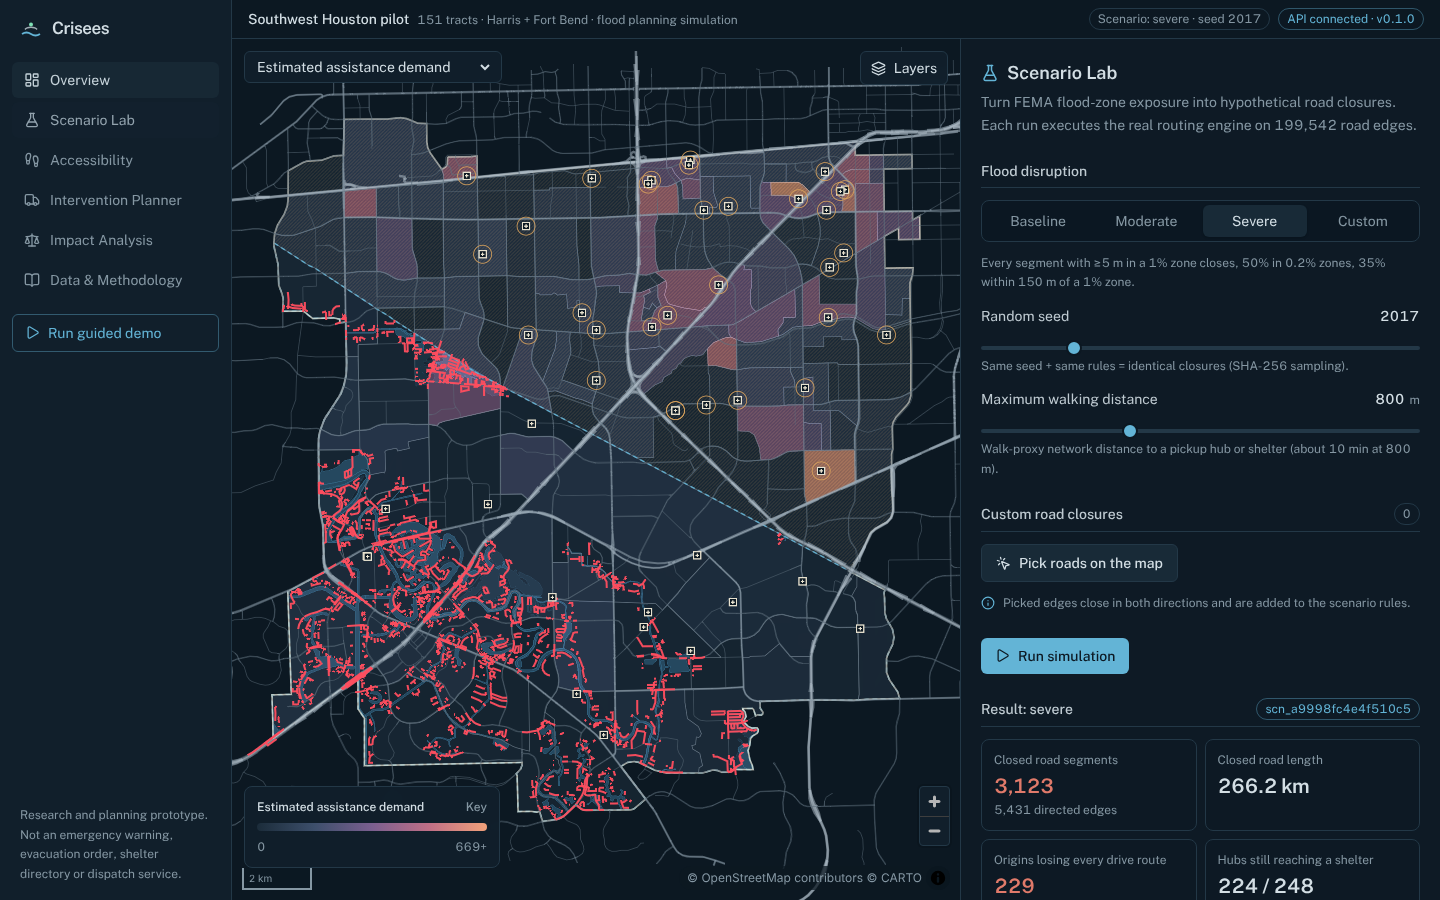 Crisees
Overview
Scenario Lab
Accessibility
Intervention Planner
Impact Analysis
Data & Methodology
Run guided demo
Research and planning prototype.
Not an emergency warning,
evacuation order, shelter
directory or dispatch service.
Southwest Houston pilot 151 tracts · Harris + Fort Bend · flood planning simulation
Scenario: severe · seed 2017
API connected · v0.1.0
Estimated assistance demand
Layers
Estimated assistance demand Key
0 669+
2 km
© OpenStreetMap contributors © CARTO
Scenario Lab
Turn FEMA flood-zone exposure into hypothetical road closures.
Each run executes the real routing engine on 199,542 road edges.
Flood disruption
Baseline Moderate Severe Custom
Every segment with ≥5 m in a 1% zone closes, 50% in 0.2% zones, 35%
within 150 m of a 1% zone.
Random seed 2017
Same seed + same rules = identical closures (SHA-256 sampling).
Maximum walking distance 800 m
Walk-proxy network distance to a pickup hub or shelter (about 10 min at 800
m).
Custom road closures 0
Pick roads on the map
Picked edges close in both directions and are added to the scenario rules.
Run simulation
Result: severe scn_a9998fc4e4f510c5
Closed road segments
3,123
5,431 directed edges
Closed road length
266.2 km
Origins losing every drive route
229
Hubs still reaching a shelter
224 / 248